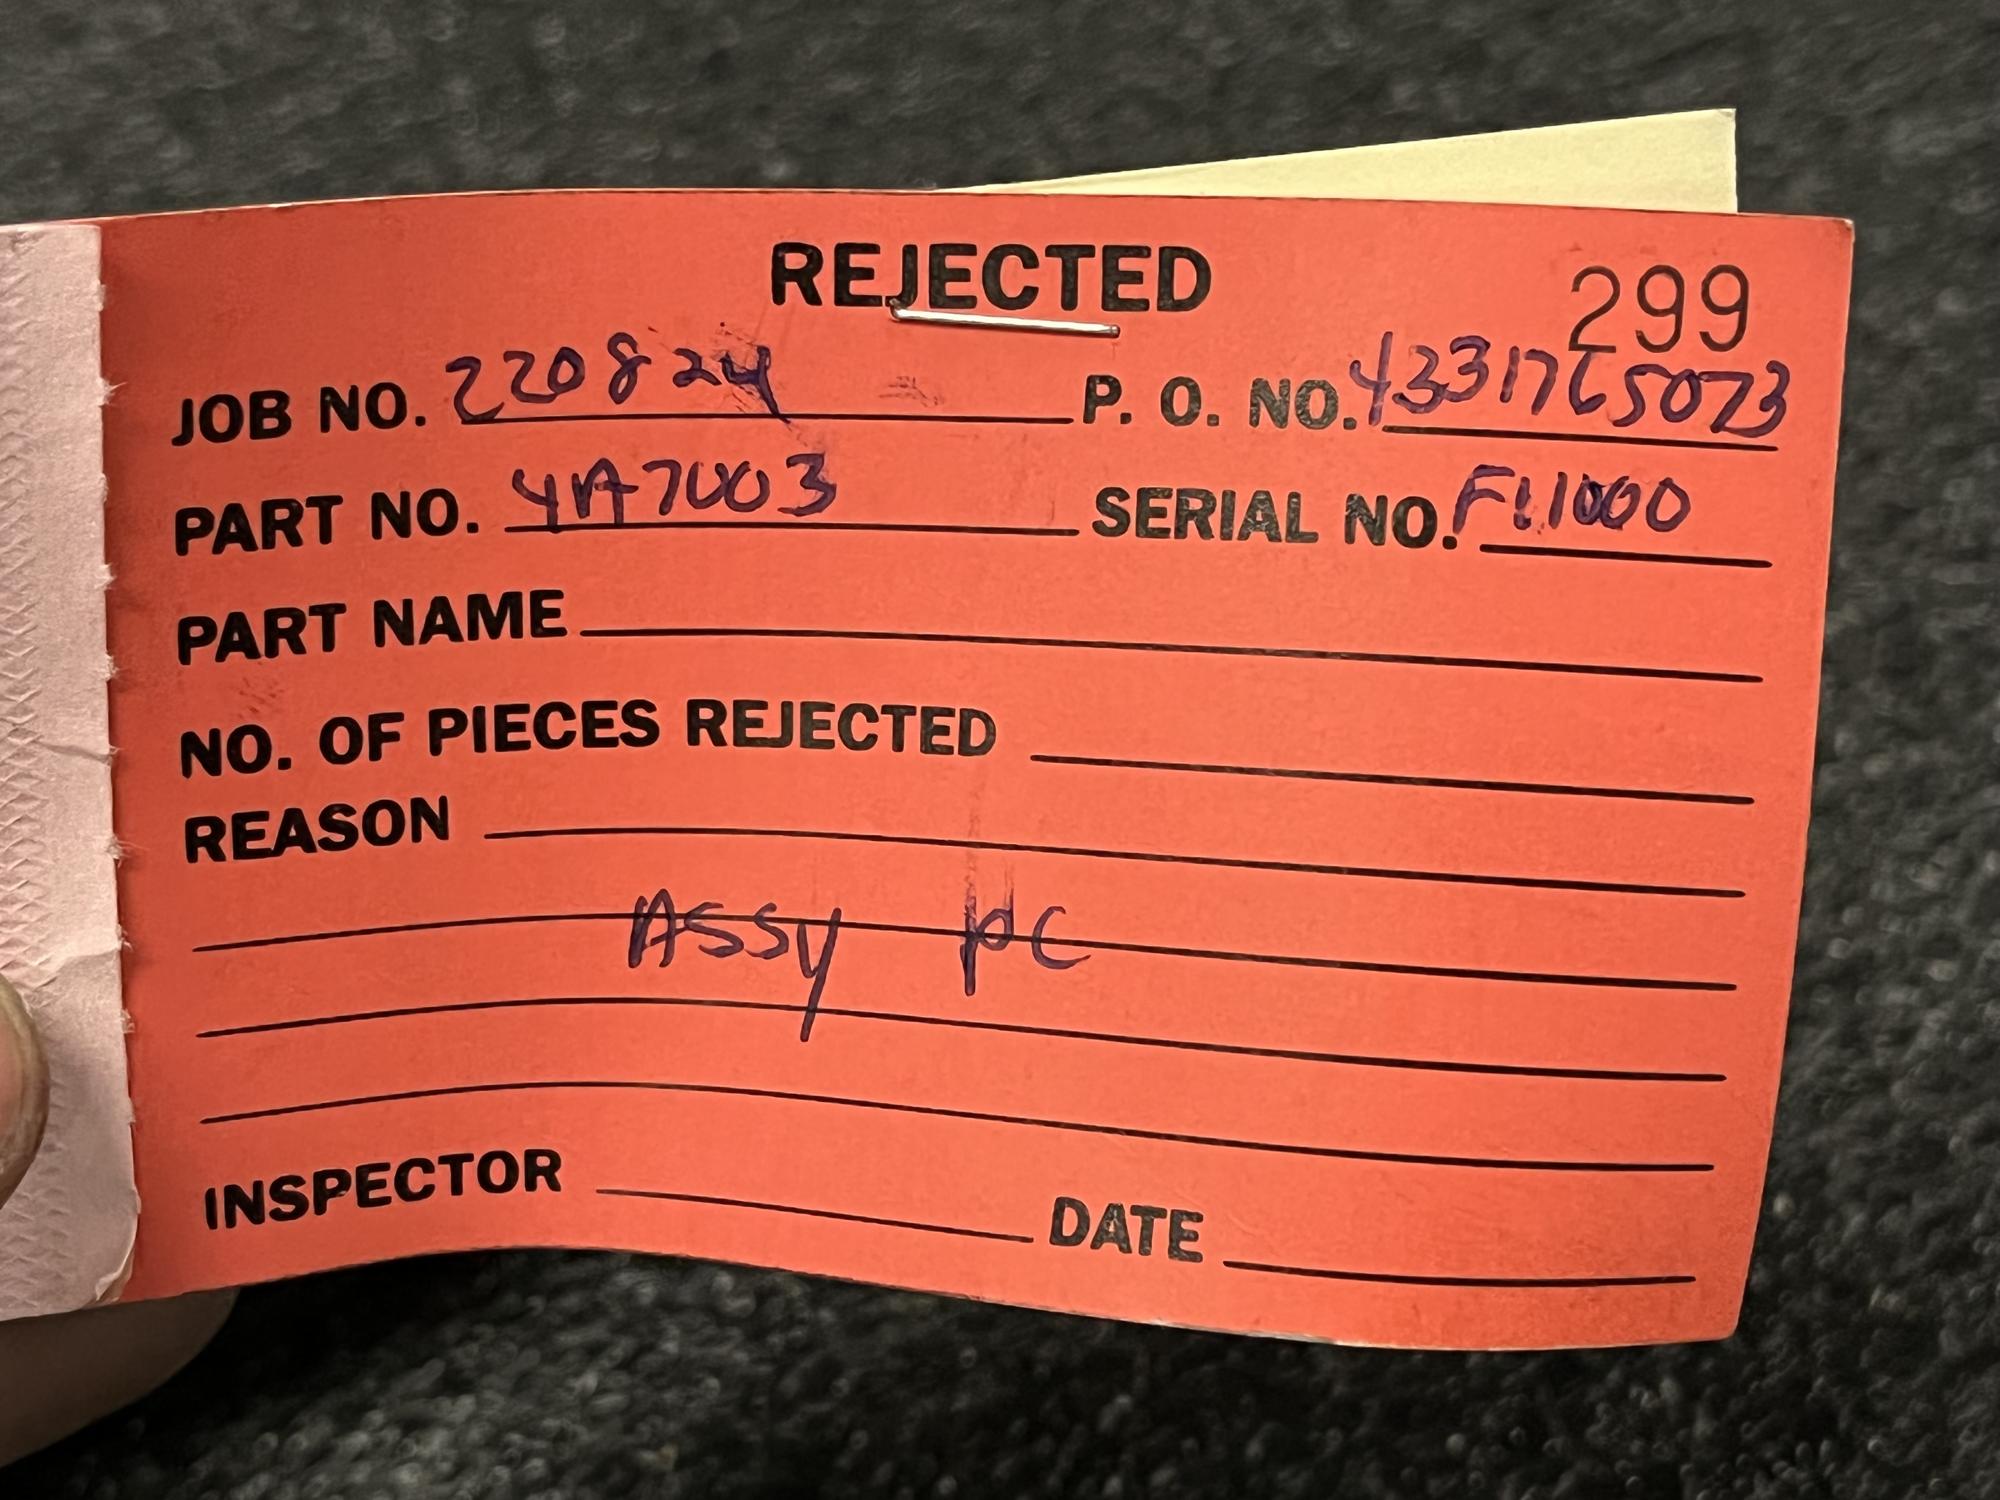 REJECTED 299
JOB NO. 220824 P. O. NO. 4331765073
PART NO. 4A7003 SERIAL NO. F11000
PART NAME
NO. OF PIECES REJECTED
REASON
ASSY PC
INSPECTOR DATE